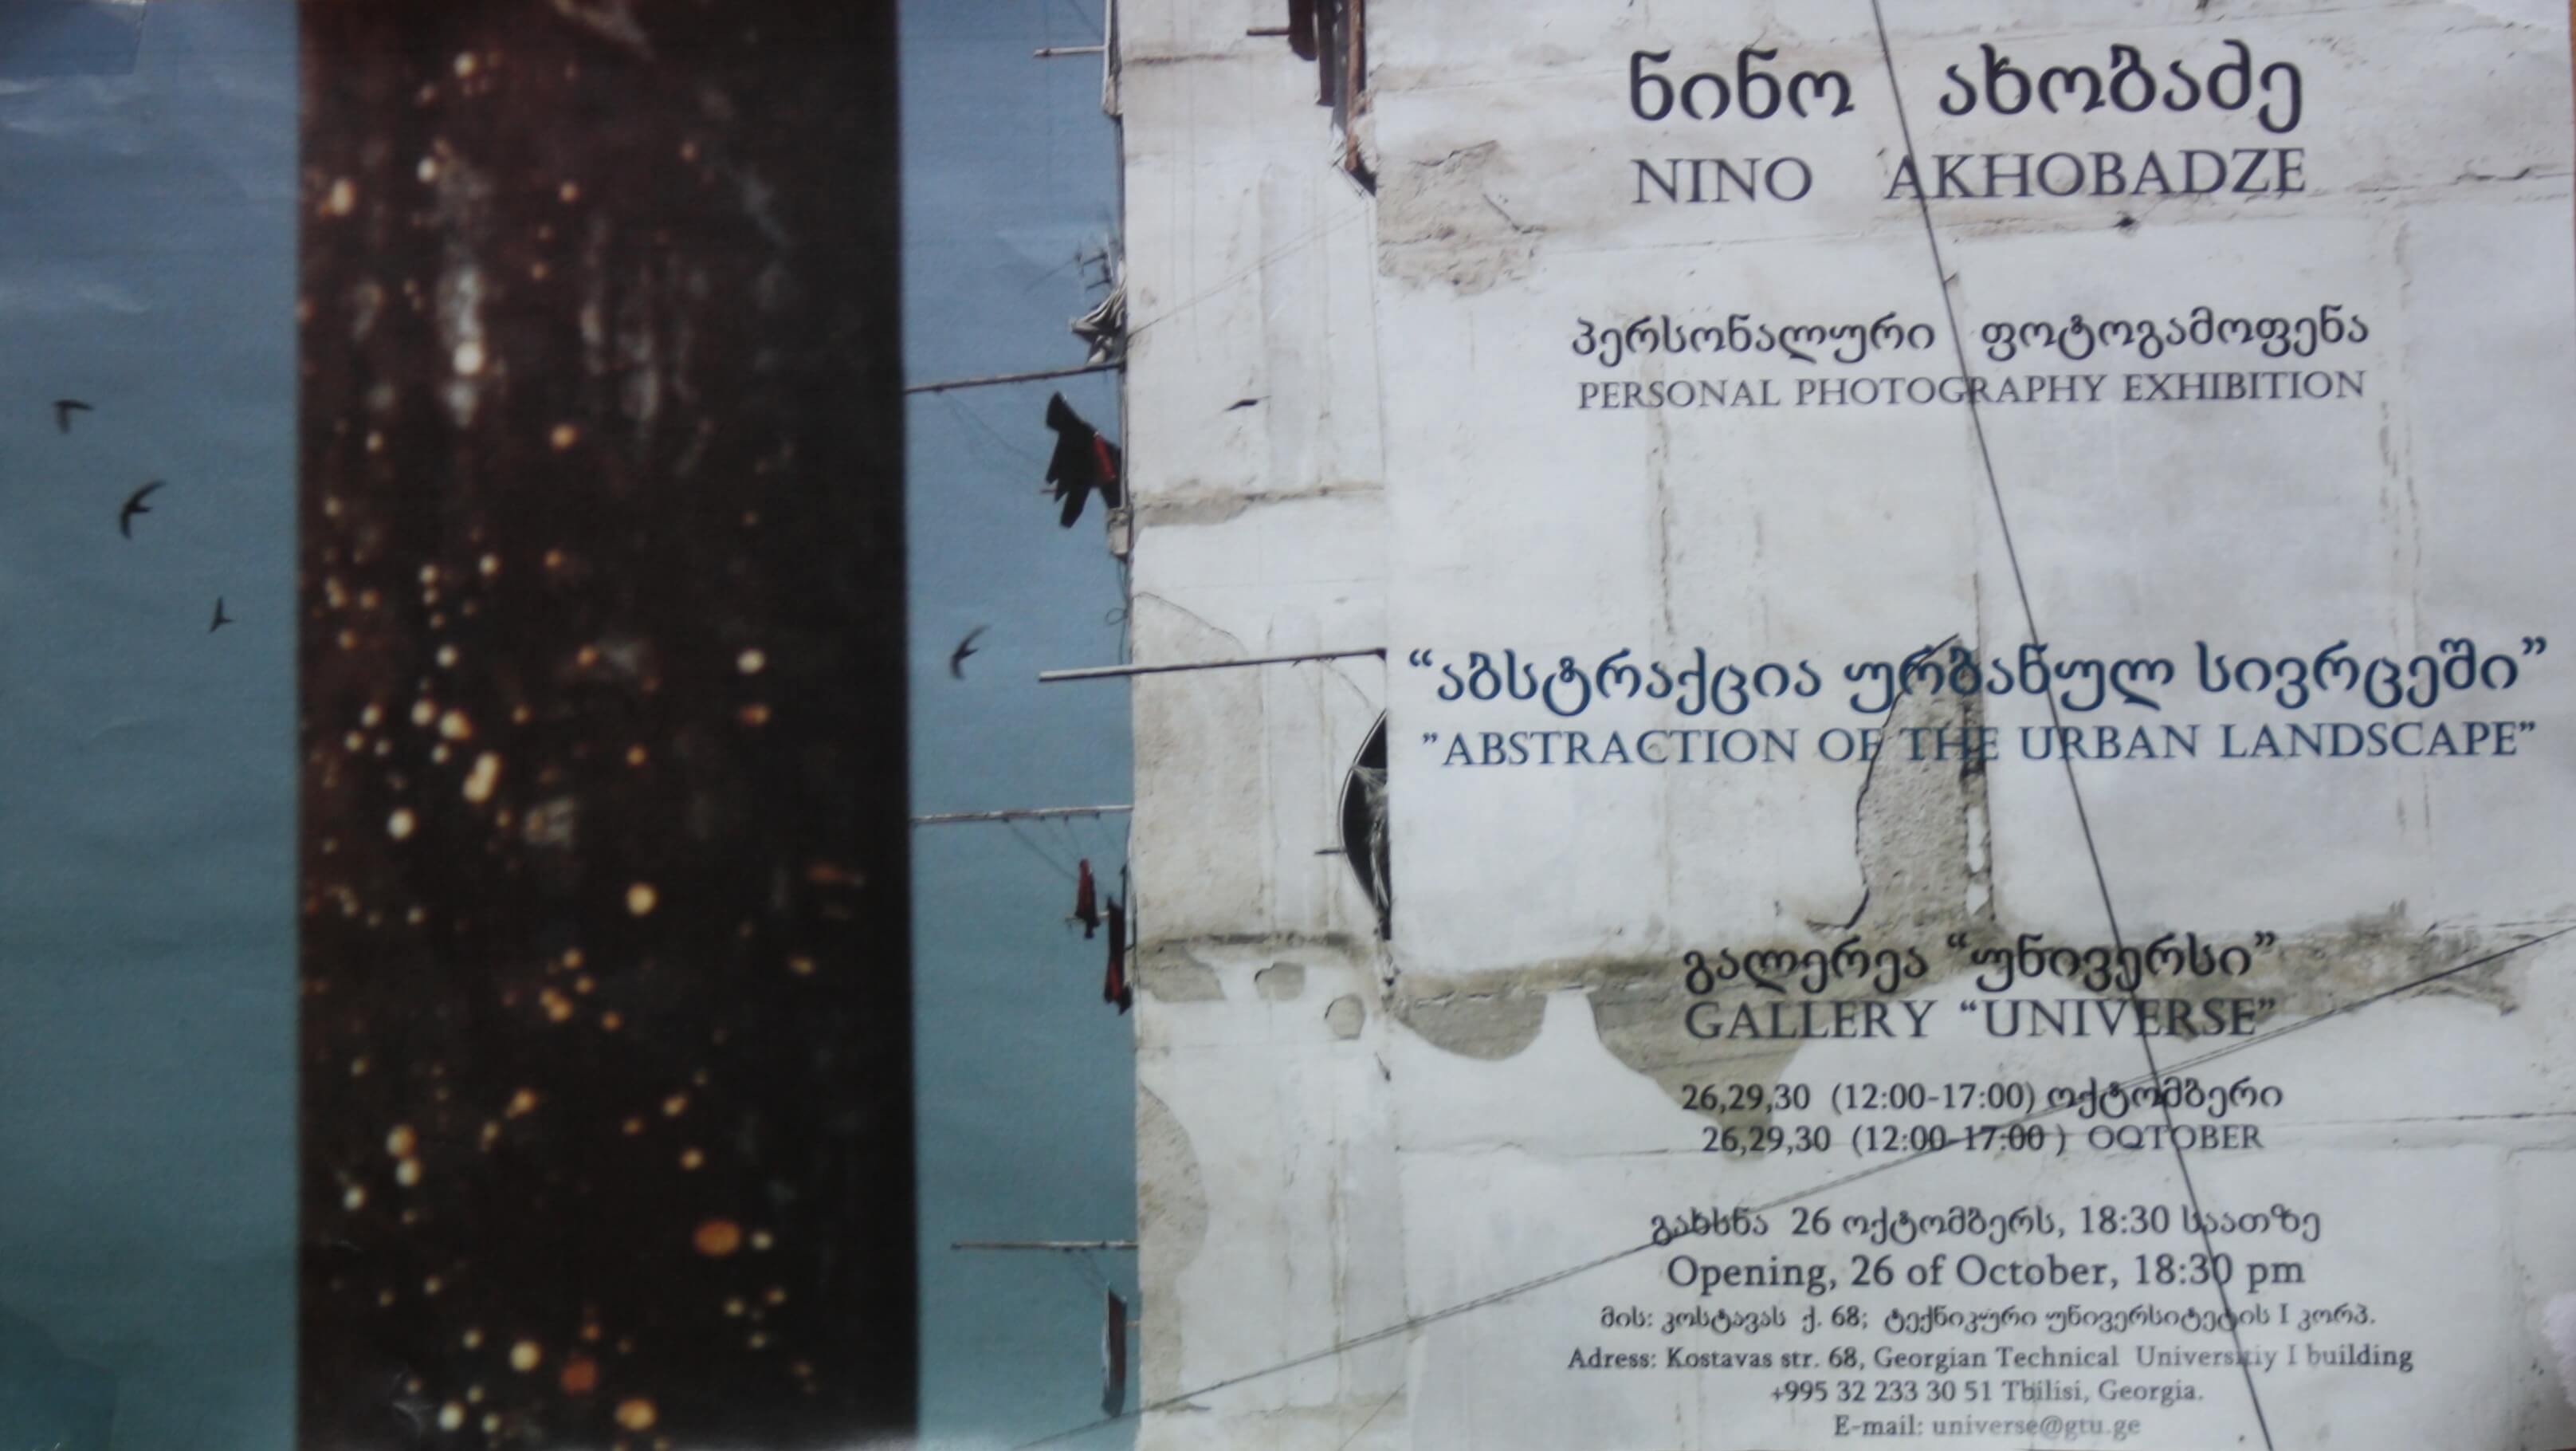 ნინო ახობაძე
NINO AKHOBADZE
პერსონალური ფოტოგამოფენა
PERSONAL PHOTOGRAPHY EXHIBITION
“აბსტრაქცია ურბანულ სივრცეში”
”ABSTRACTION OF THE URBAN LANDSCAPE”
გალერეა “უნივერსი”
GALLERY “UNIVERSE”
26,29,30 (12:00-17:00) ოქტომბერი
26,29,30 (12:00-17:00 ) OQTOBER
გახსნა 26 ოქტომბერს, 18:30 საათზე
Opening, 26 of October, 18:30 pm
მის: კოსტავას ქ. 68; ტექნიკური უნივერსიტეტის I კორპ.
Adress: Kostavas str. 68, Georgian Technical Universitiy I building
+995 32 233 30 51 Tbilisi, Georgia.
E-mail: universe@gtu.ge